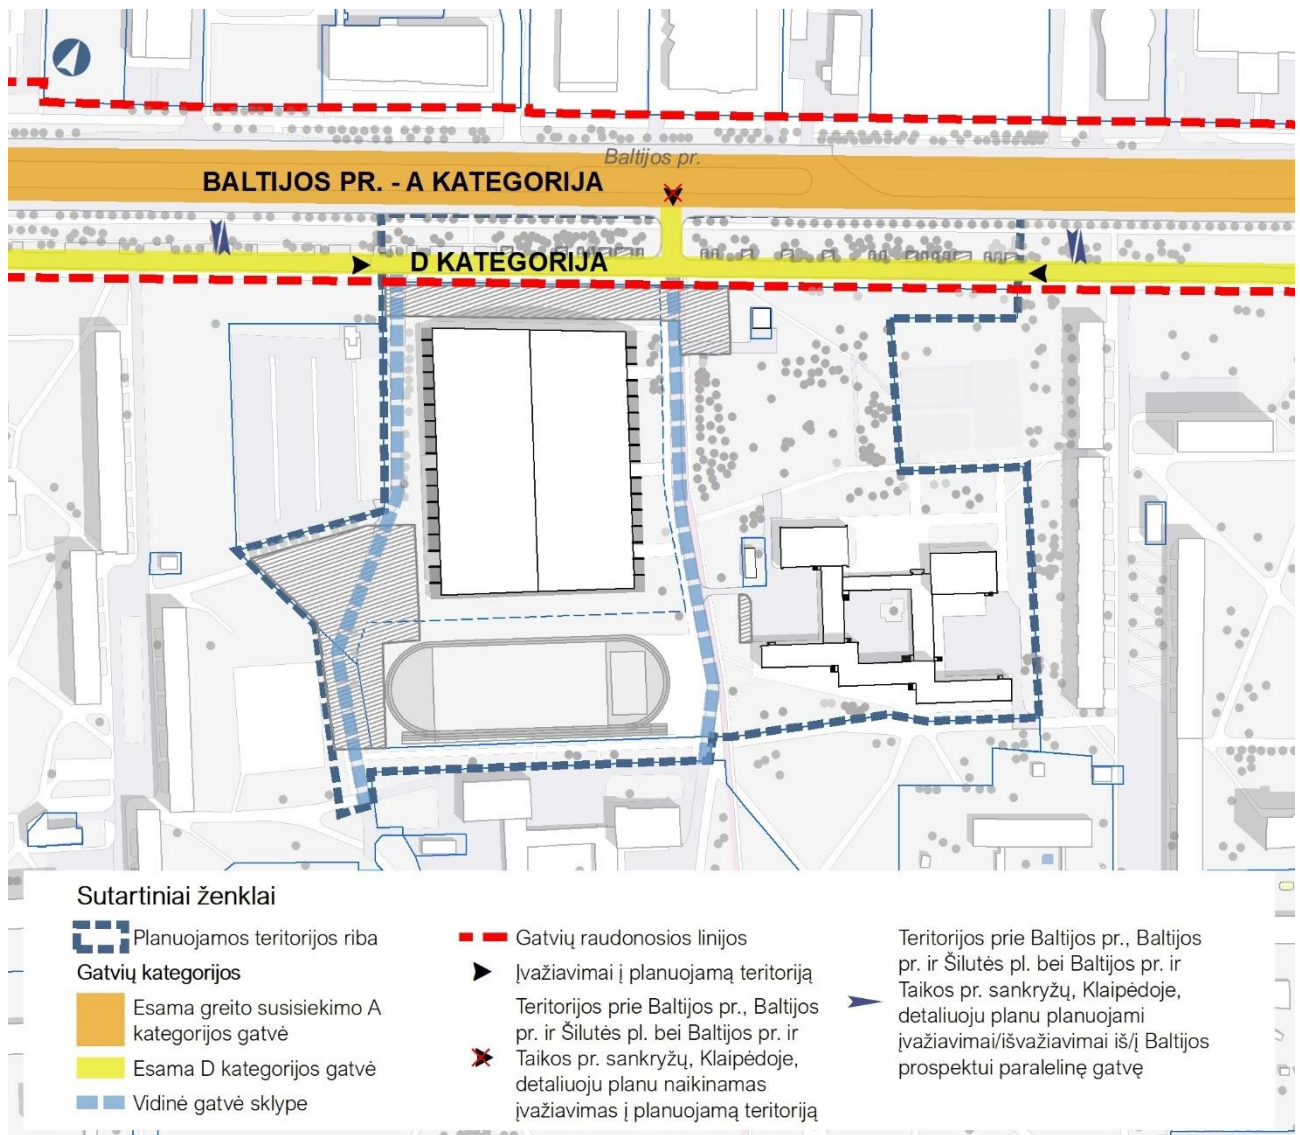 Baltijos pr.
BALTIJOS PR. - A KATEGORIJA
D KATEGORIJA
Sutartiniai ženklai
Planuojamos teritorijos riba
Gatvių kategorijos
Esama greito susisiekimo A
kategorijos gatvė
Esama D kategorijos gatvė
Vidinė gatvė sklype
Gatvių raudonosios linijos
Įvažiavimai į planuojamą teritoriją
Teritorijos prie Baltijos pr., Baltijos
pr. ir Šilutės pl. bei Baltijos pr. ir
Taikos pr. sankryžų, Klaipėdoje,
detaliuoju planu naikinamas
įvažiavimas į planuojamą teritoriją
Teritorijos prie Baltijos pr., Baltijos
pr. ir Šilutės pl. bei Baltijos pr. ir
Taikos pr. sankryžų, Klaipėdoje,
detaliuoju planu planuojami
įvažiavimai/išvažiavimai iš/į Baltijos
prospektui paralelinę gatvę